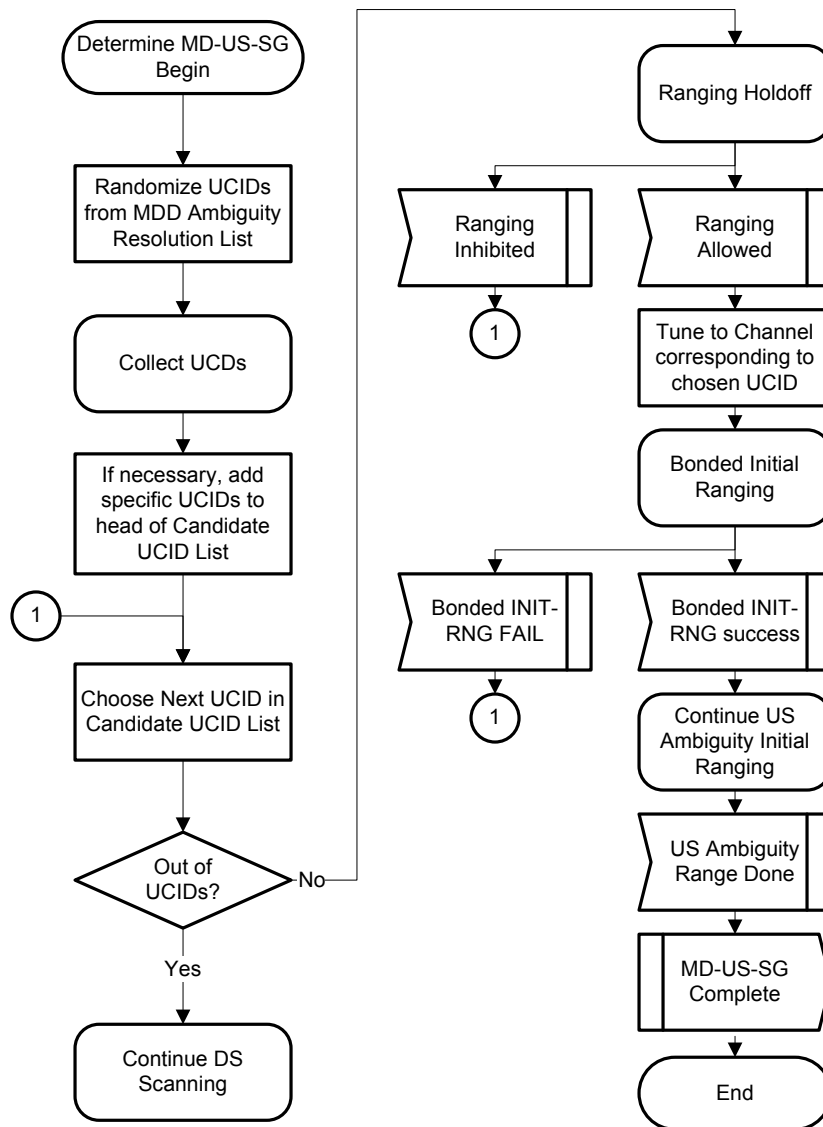 Determine MD-US-SG
Begin
Randomize UCIDs
from MDD Ambiguity
Resolution List
Collect UCDs
If necessary, add
specific UCIDs to
head of Candidate
UCID List
1
Choose Next UCID in
Candidate UCID List
Out of
UCIDs?
No
Yes
Continue DS
Scanning
Ranging Holdoff
Ranging
Inhibited
Ranging
Allowed
1
Tune to Channel
corresponding to
chosen UCID
Bonded Initial
Ranging
Bonded INIT-
RNG FAIL
Bonded INIT-
RNG success
1
Continue US
Ambiguity Initial
Ranging
US Ambiguity
Range Done
MD-US-SG
Complete
End